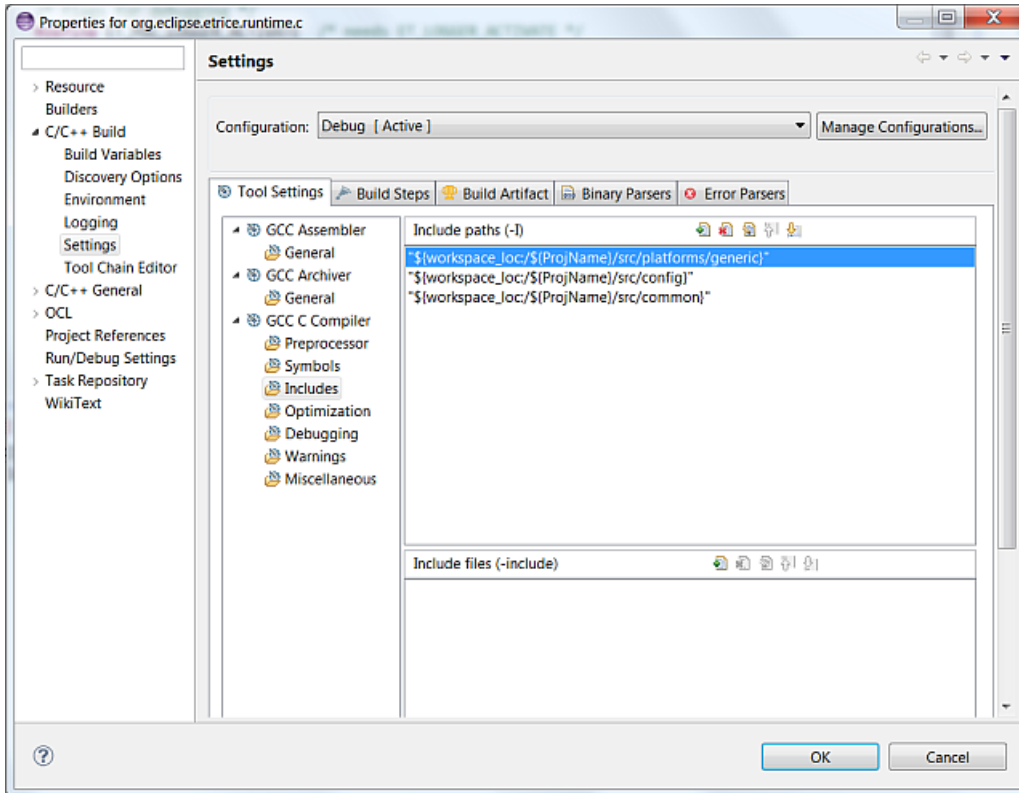 Properties for org.eclipse.etrice.runtime.c
Settings
Resource
Builders
C/C++ Build
Build Variables
Discovery Options
Environment
Logging
Settings
Tool Chain Editor
C/C++ General
OCL
Project References
Run/Debug Settings
Task Repository
WikiText
Configuration: Debug [ Active ] Manage Configurations...
Tool Settings Build Steps Build Artifact Binary Parsers Error Parsers
GCC Assembler
General
GCC Archiver
General
GCC C Compiler
Preprocessor
Symbols
Includes
Optimization
Debugging
Warnings
Miscellaneous
Include paths (-I)
"${workspace_loc:/${ProjName}/src/platforms/generic}"
"${workspace_loc:/${ProjName}/src/config}"
"${workspace_loc:/${ProjName}/src/common}"
Include files (-include)
OK Cancel